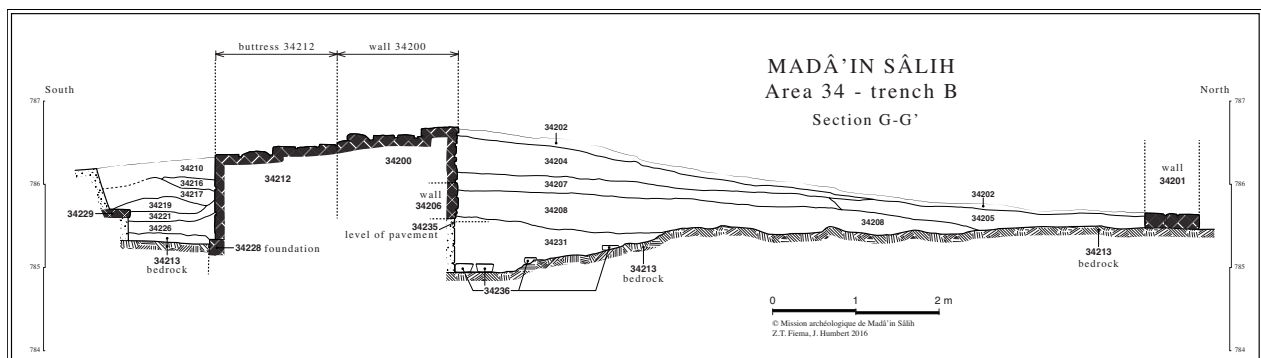 buttress 34212
wall 34200
MADÂ'IN SÂLIH
Area 34 - trench B
Section G-G'
South
North
787
787
786
786
785
785
784
784
34202
34204
34207
34208
34231
34210
34216
34217
34219
34221
34226
34229
34212
34200
wall
34206
34235
level of pavement
34228 foundation
34213
bedrock
34236
34213
bedrock
34208
34205
34202
wall
34201
34213
bedrock
0 1 2 m
© Mission archéologique de Madâ'in Sâlih
Z.T. Fiema, J. Humbert 2016